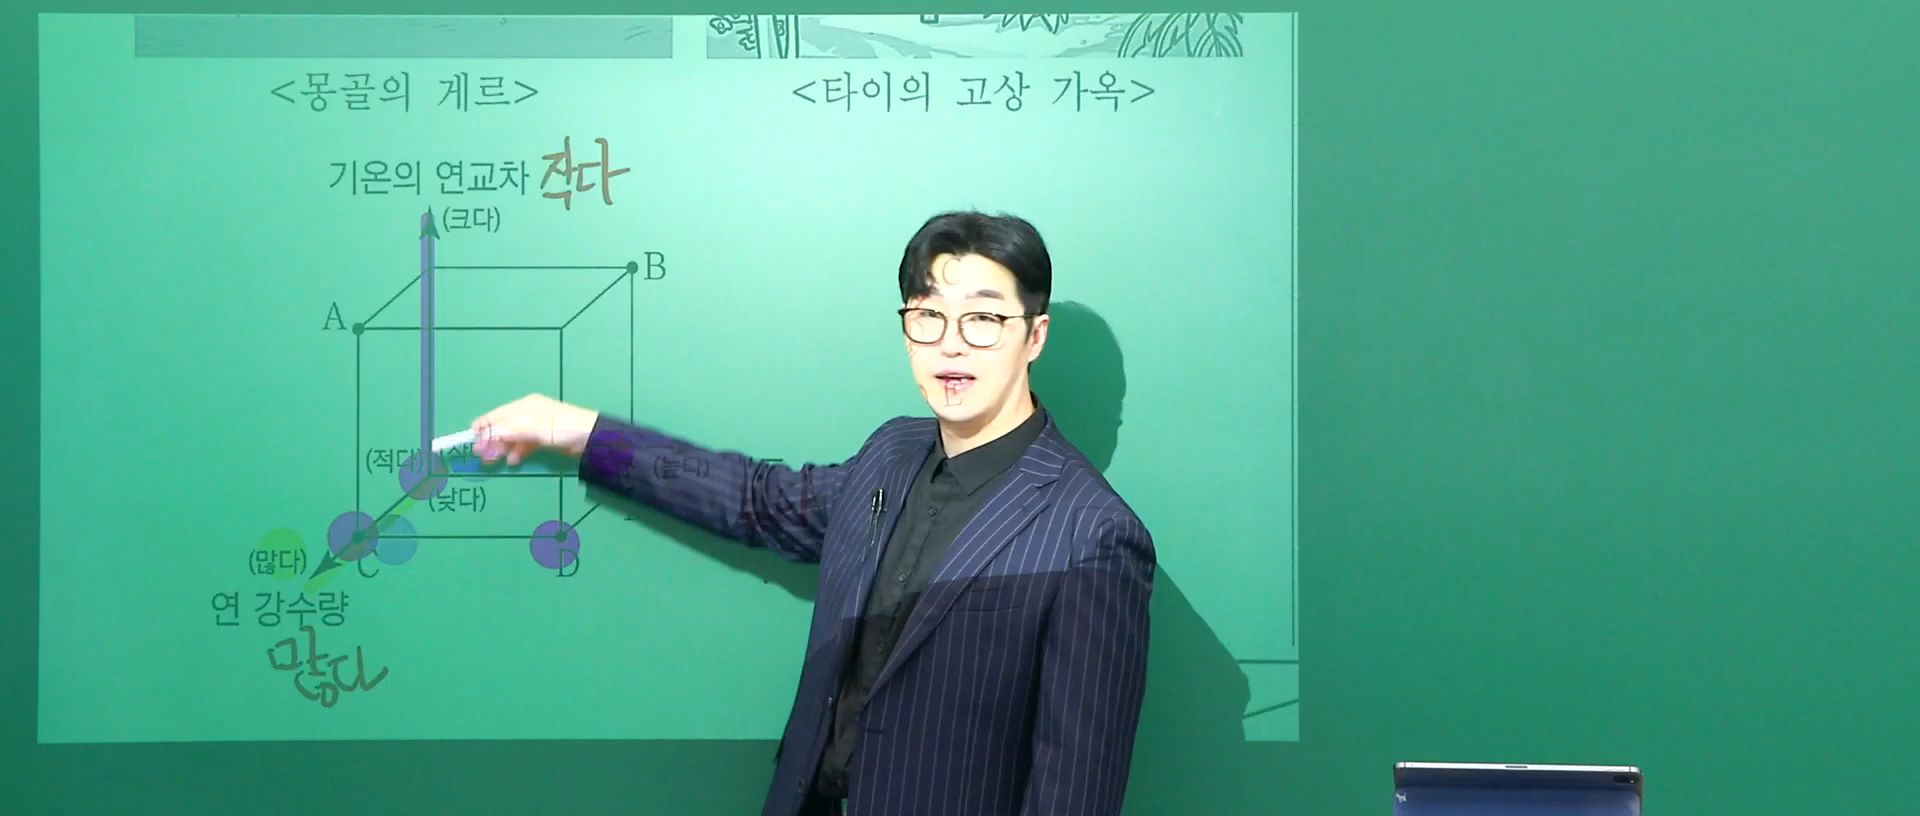 <몽골의 게르>
<타이의 고상 가옥>
기온의 연교차 작다
(크다)
B
A
C
E
(적다)
(높다)
(낮다)
(많다)
C
D
연 강수량
많다